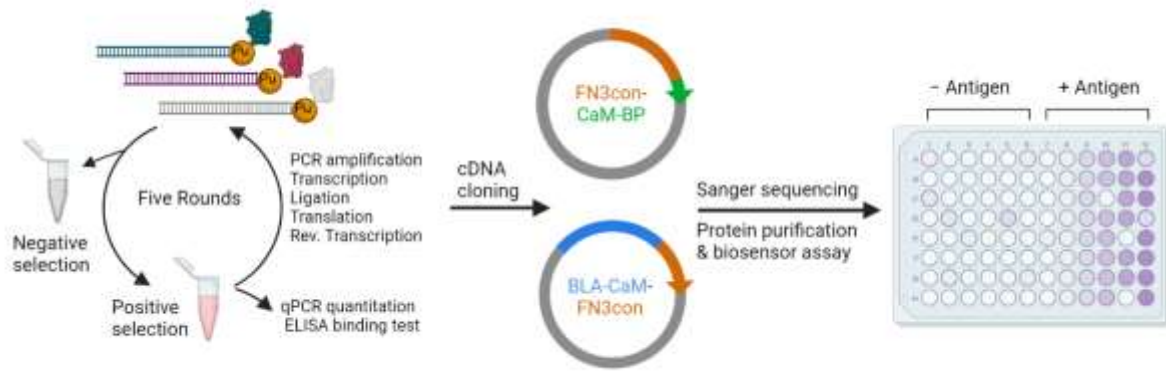 Pu
Pu
Pu
Negative
selection
Five Rounds
Positive
selection
PCR amplification
Transcription
Ligation
Translation
Rev. Transcription
qPCR quantitation
ELISA binding test
cDNA
cloning
FN3con-
CaM-BP
BLA-CaM-
FN3con
Sanger sequencing
Protein purification
& biosensor assay
− Antigen
+ Antigen